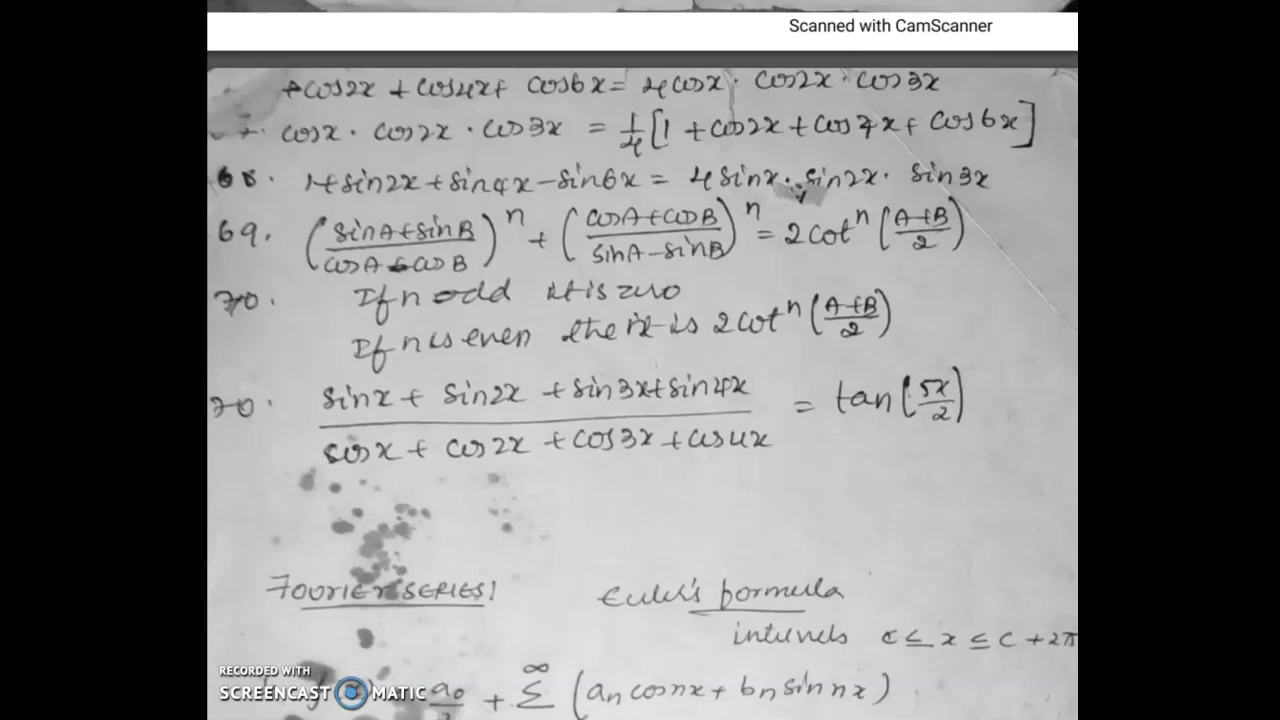 Scanned with CamScanner
+cos2x + cos4x + cos6x = 4cosx · cos2x · cos3x
cosx · cos2x · cos3x = 1/4 [1 + cos2x + cos4x + cos6x]
68. 1+sin2x+sin4x-sin6x = 4sinx · sin2x · sin3x
69. ((sinA+sinB)/(cosA-cosB))^n + ((cosA+cosB)/(sinA-sinB))^n = 2cot^n((A+B)/2)
70. If n odd it is zero
If n is even the it is 2cot^n((A+B)/2)
70. (sinx + sin2x + sin3x+sin4x)/(cosx + cos2x + cos3x + cos4x) = tan(5x/2)
FOURIER SERIES! Euler's formula
c ≤ x ≤ c + 2π
a0/2 + Σ^∞ (an cosnx + bn sin nx)
RECORDED WITH
SCREENCAST MATIC